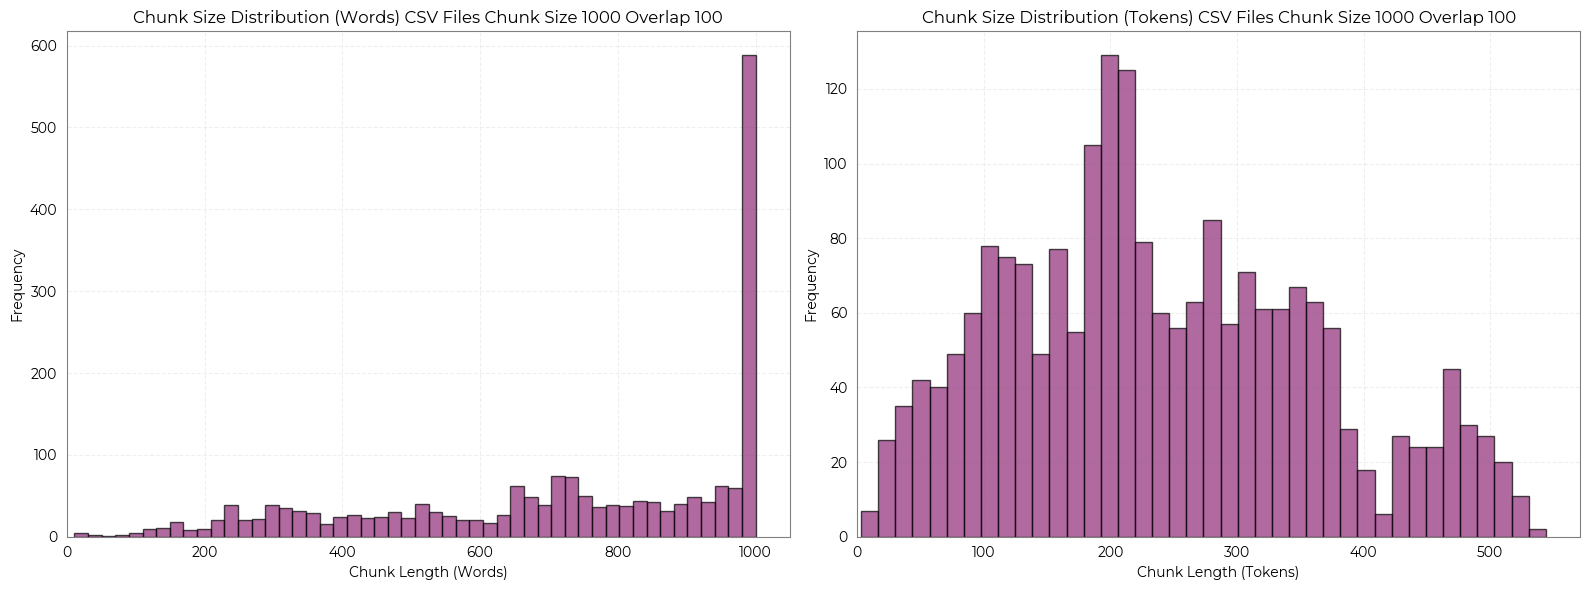 Chunk Size Distribution (Words) CSV Files Chunk Size 1000 Overlap 100
600
500
400
300
200
100
0
Frequency
0 200 400 600 800 1000
Chunk Length (Words)
Chunk Size Distribution (Tokens) CSV Files Chunk Size 1000 Overlap 100
120
100
80
60
40
20
0
Frequency
0 100 200 300 400 500
Chunk Length (Tokens)